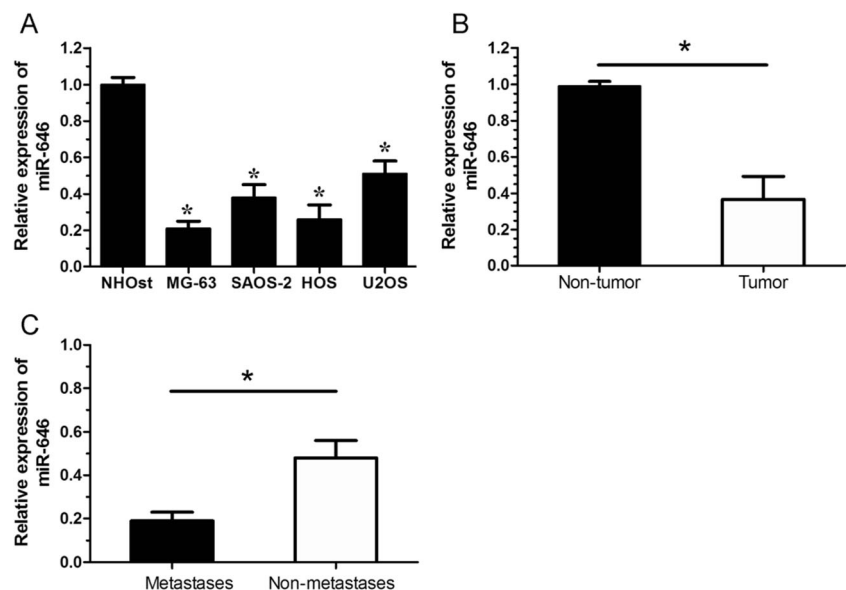 A
Relative expression of
miR-646
1.2
1.0
0.8
0.6
0.4
0.2
0.0
*
*
*
*
NHOst MG-63 SAOS-2 HOS U2OS
B
Relative expression of
miR-646
1.2
1.0
0.8
0.6
0.4
0.2
0.0
*
Non-tumor Tumor
C
Relative expression of
miR-646
1.0
0.8
0.6
0.4
0.2
0.0
*
Metastases Non-metastases